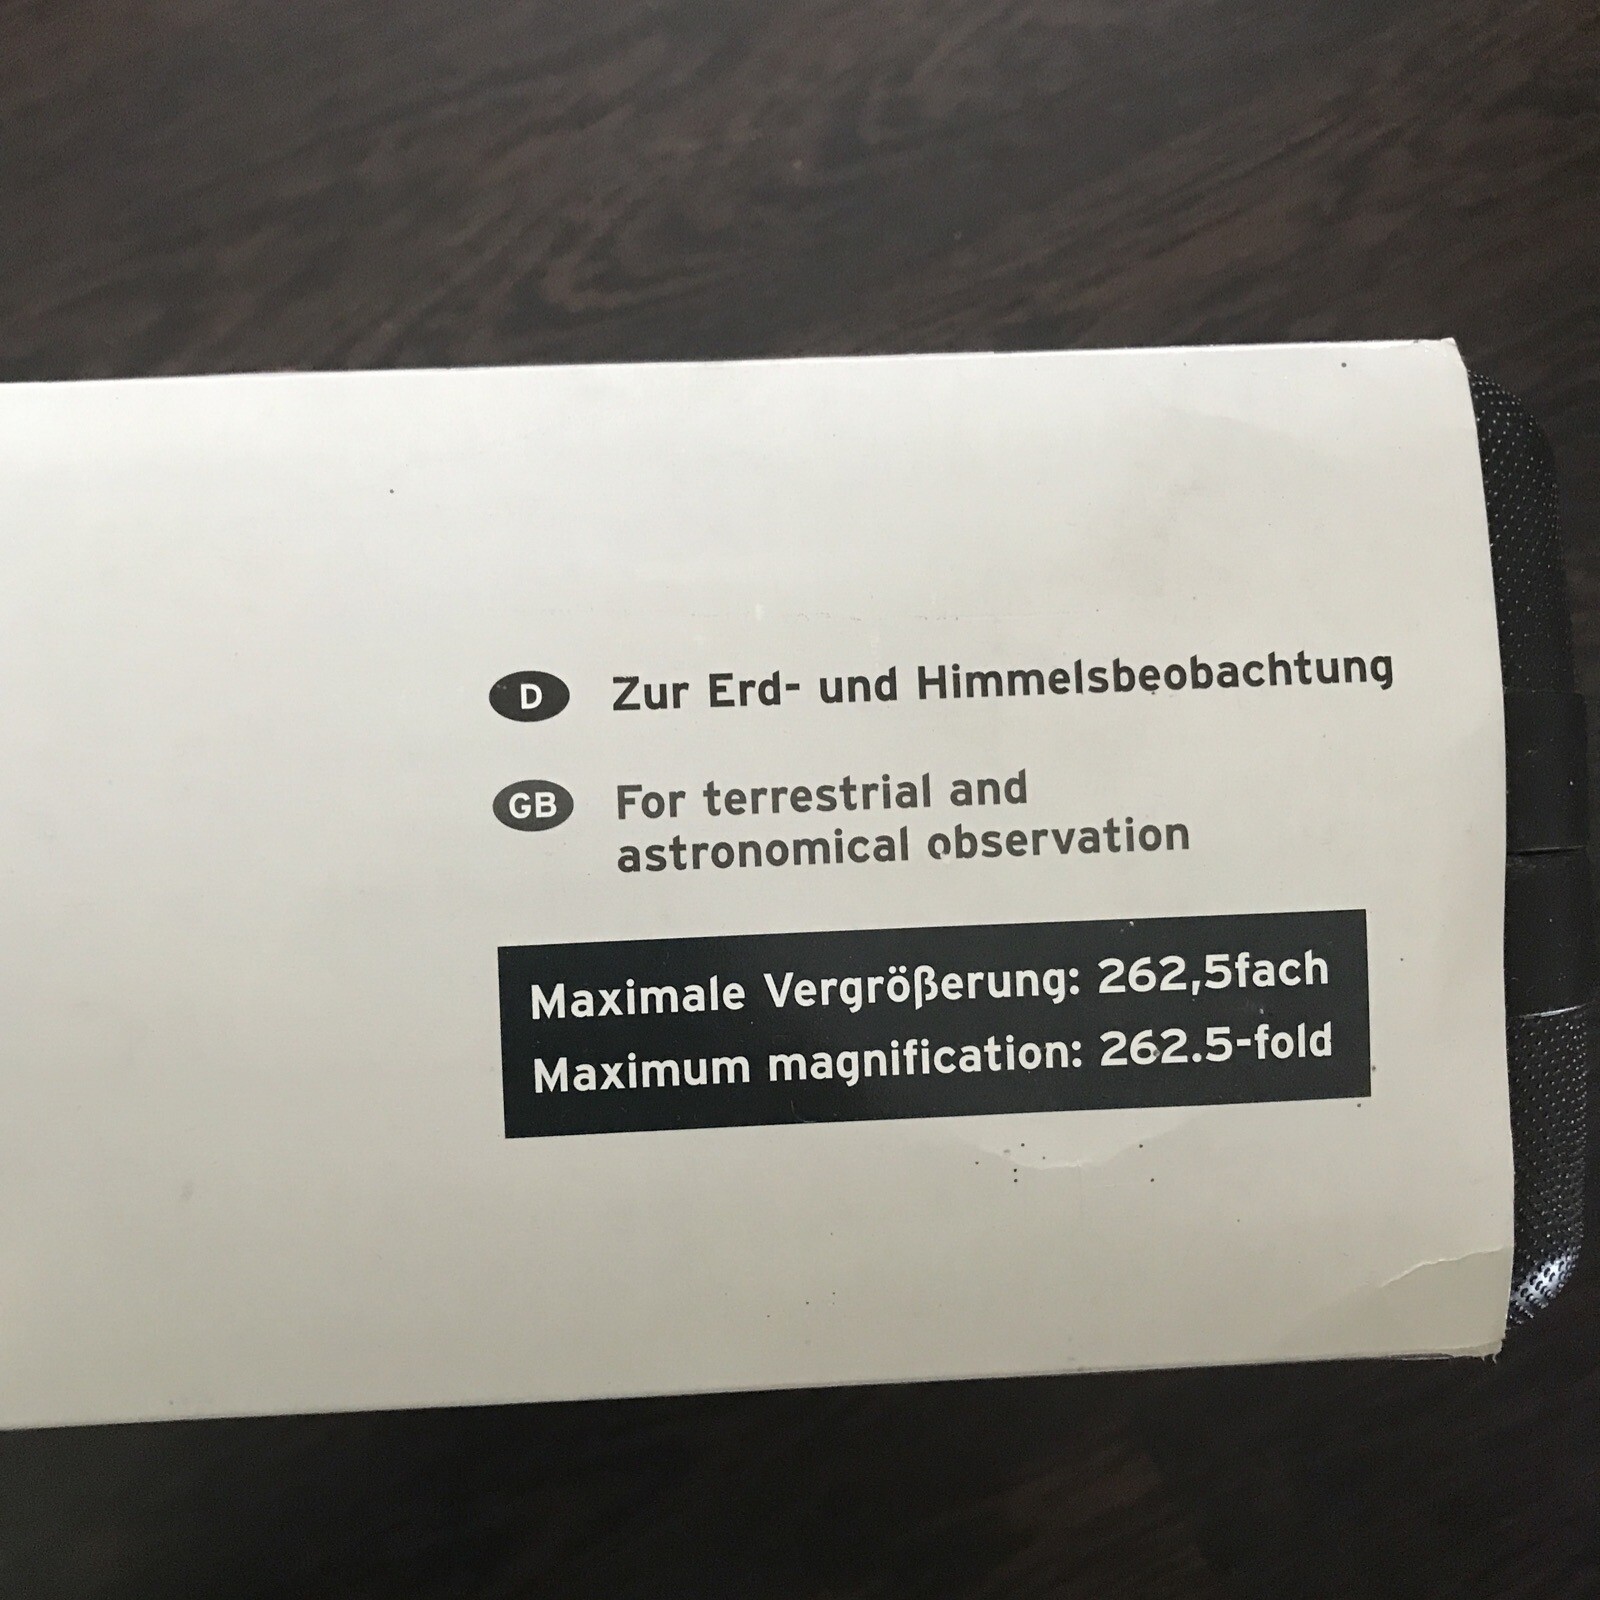 D Zur Erd- und Himmelsbeobachtung
GB For terrestrial and
astronomical observation
Maximale Vergrößerung: 262,5fach
Maximum magnification: 262.5-fold